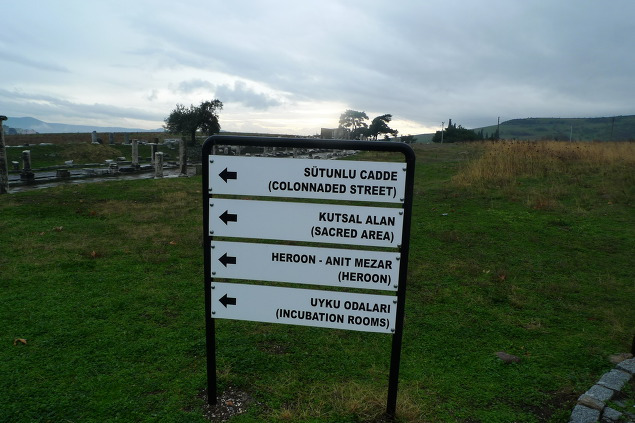 SÜTUNLU CADDE
(COLONNADED STREET)
KUTSAL ALAN
(SACRED AREA)
HEROON - ANIT MEZAR
(HEROON)
UYKU ODALARI
(INCUBATION ROOMS)